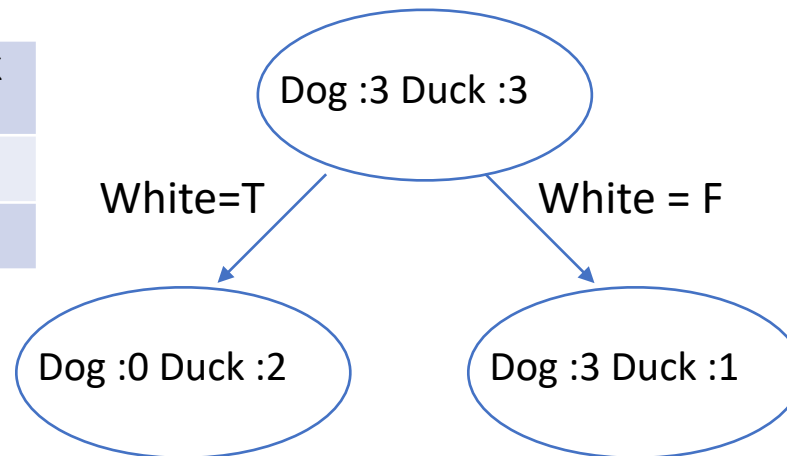 Dog :3 Duck :3
White=T
White = F
Dog :0 Duck :2
Dog :3 Duck :1